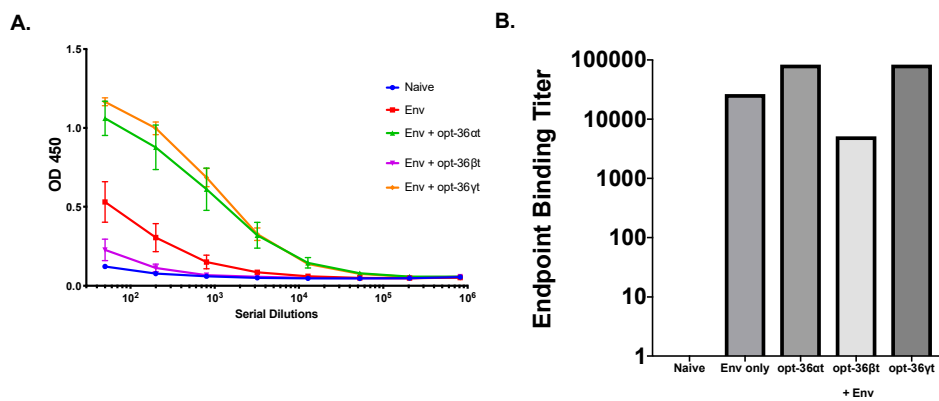 A.
1.5
1.0
0.5
0.0
OD 450
10²
10³
10⁴
10⁵
10⁶
Serial Dilutions
Naive
Env
Env + opt-36αt
Env + opt-36βt
Env + opt-36γt
B.
Endpoint Binding Titer
100000
10000
1000
100
10
1
Naive
Env only
opt-36αt
opt-36βt
opt-36γt
+ Env